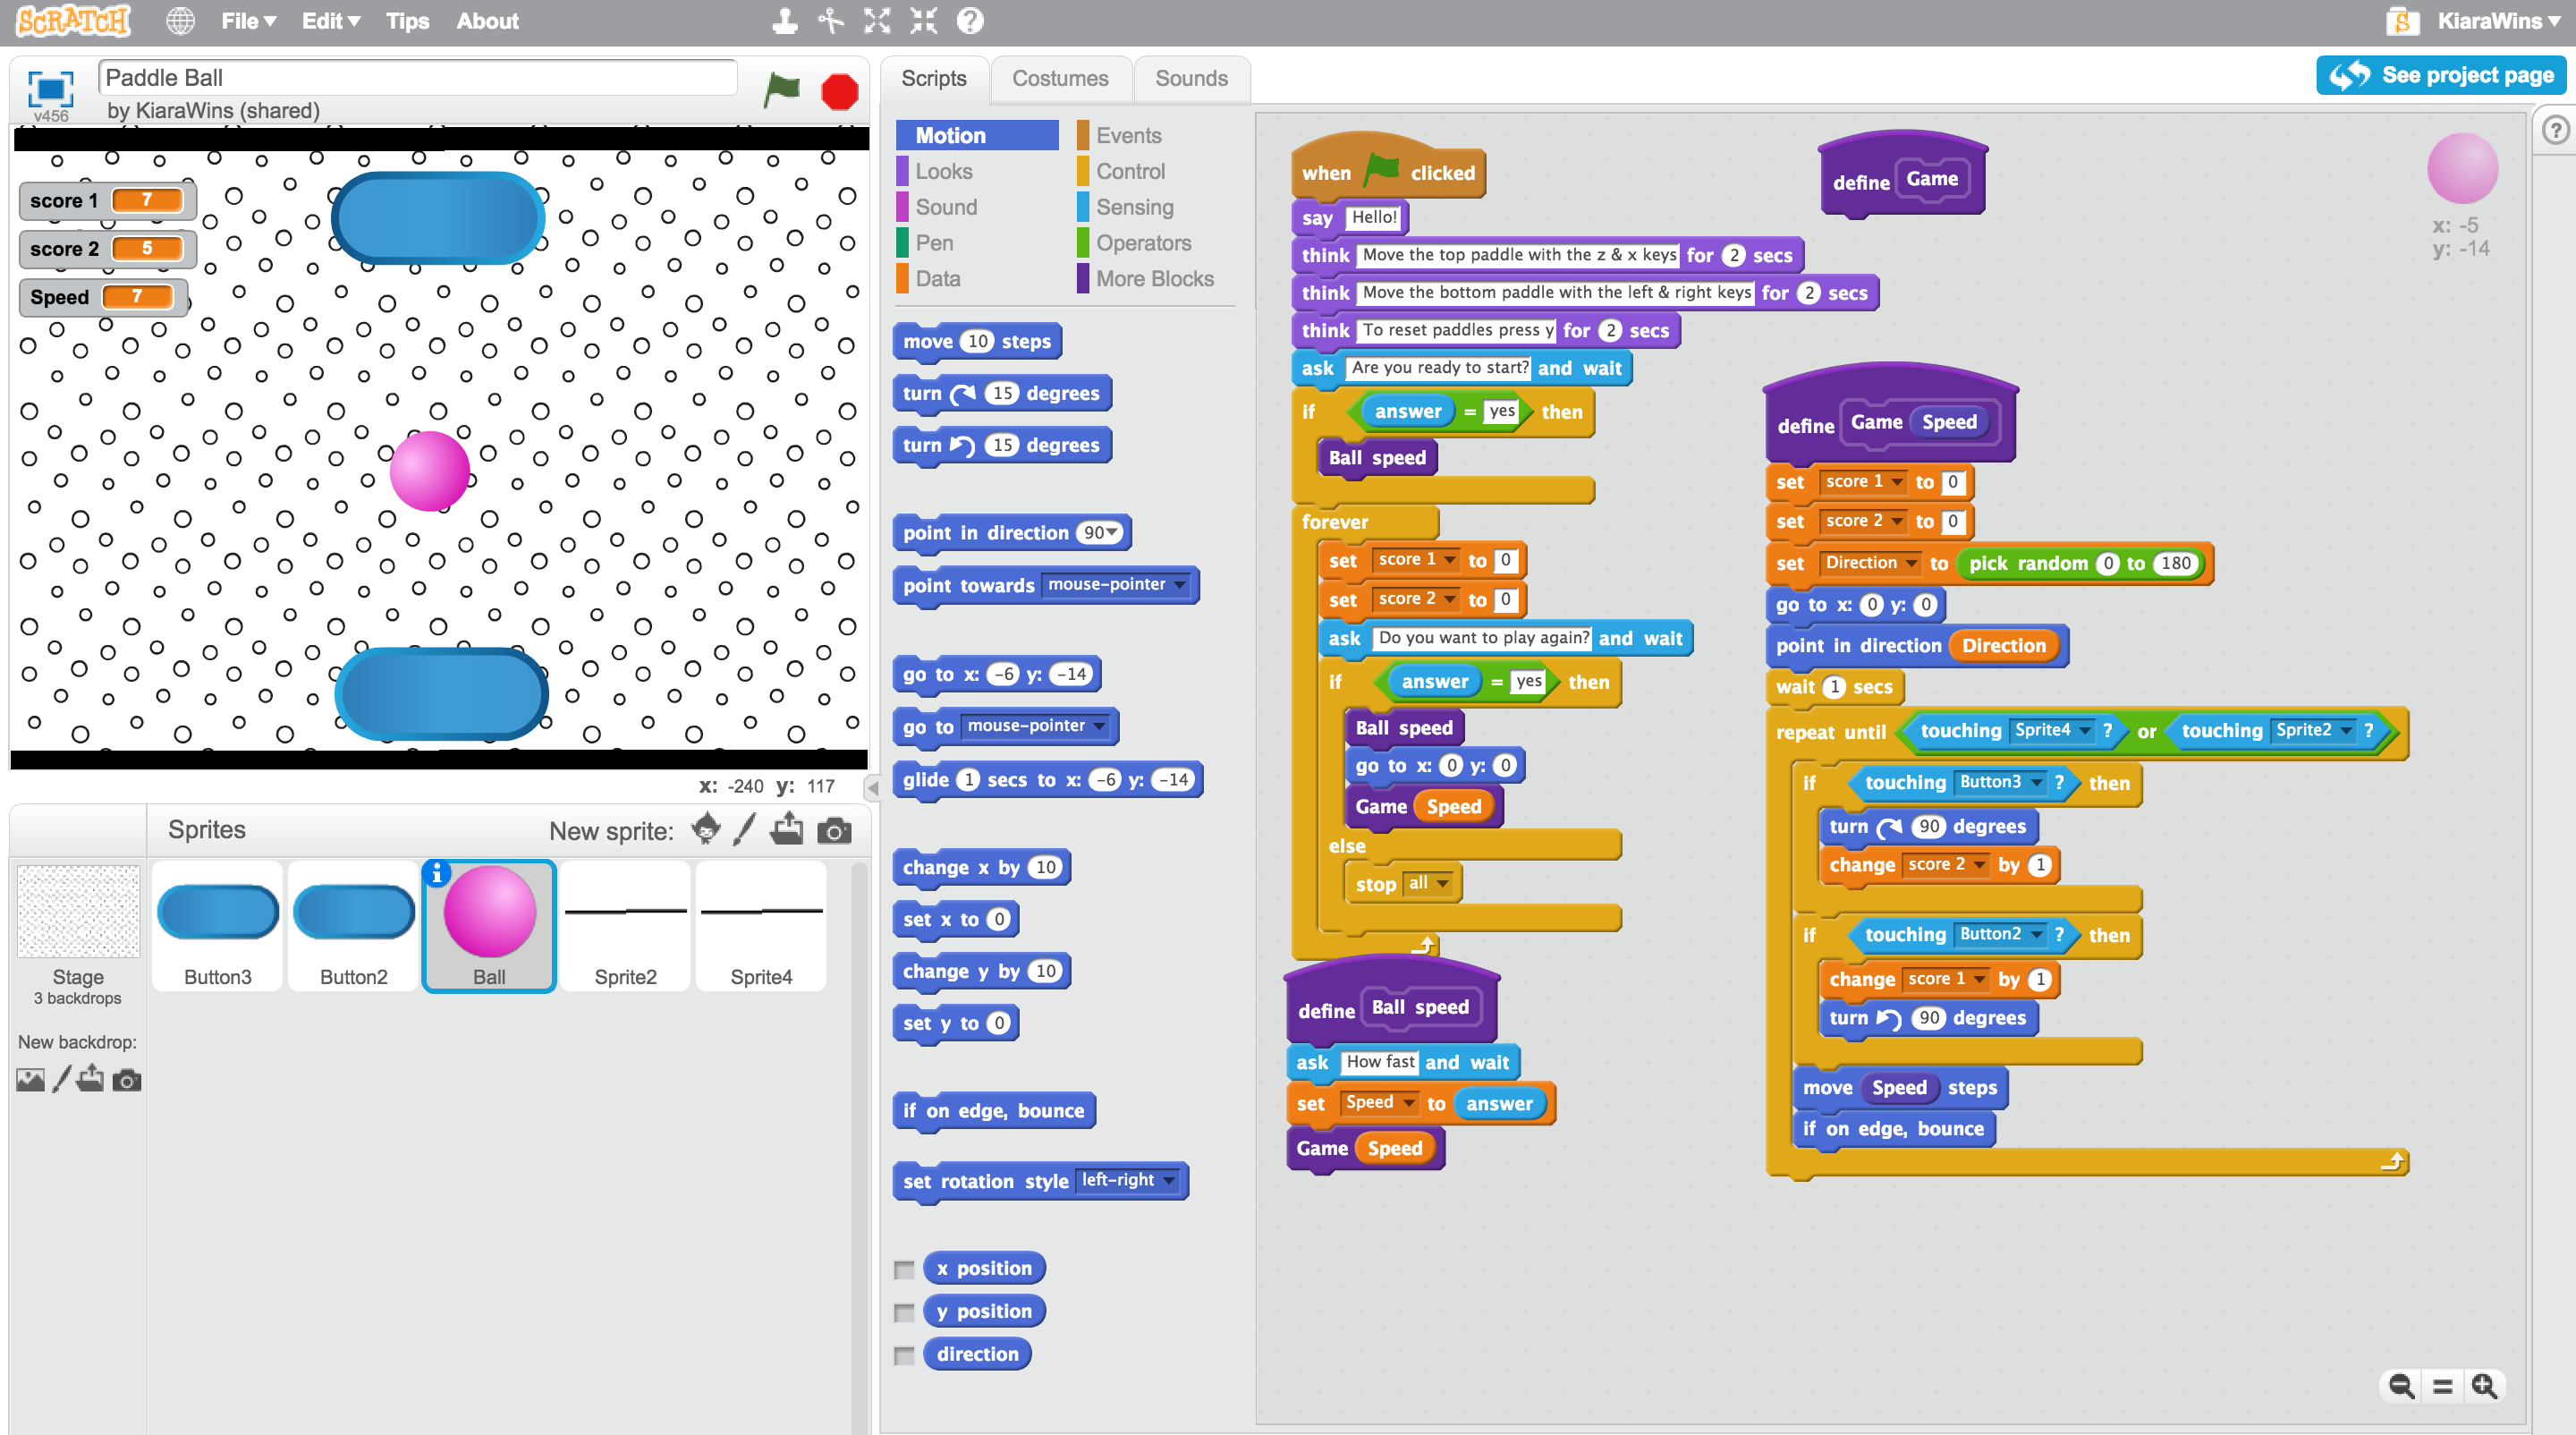 SCRATCH File Edit Tips About KiaraWins
Paddle Ball
v456 by KiaraWins (shared)
See project page
Scripts Costumes Sounds
score 1 7
score 2 5
Speed 7
x: -240 y: 117
Sprites New sprite:
Stage
3 backdrops
New backdrop:
Button3 Button2 Ball Sprite2 Sprite4
Motion Events
Looks Control
Sound Sensing
Pen Operators
Data More Blocks
move 10 steps
turn 15 degrees
turn 15 degrees
point in direction 90
point towards mouse-pointer
go to x: -6 y: -14
go to mouse-pointer
glide 1 secs to x: -6 y: -14
change x by 10
set x to 0
change y by 10
set y to 0
if on edge, bounce
set rotation style left-right
x position
y position
direction
when clicked
say Hello!
think Move the top paddle with the z & x keys for 2 secs
think Move the bottom paddle with the left & right keys for 2 secs
think To reset paddles press y for 2 secs
ask Are you ready to start? and wait
if answer = yes then
Ball speed
forever
set score 1 to 0
set score 2 to 0
ask Do you want to play again? and wait
if answer = yes then
Ball speed
go to x: 0 y: 0
Game Speed
else
stop all
define Ball speed
ask How fast and wait
set Speed to answer
Game Speed
define Game
define Game Speed
set score 1 to 0
set score 2 to 0
set Direction to pick random 0 to 180
go to x: 0 y: 0
point in direction Direction
wait 1 secs
repeat until touching Sprite4 ? or touching Sprite2 ?
if touching Button3 ? then
turn 90 degrees
change score 2 by 1
if touching Button2 ? then
change score 1 by 1
turn 90 degrees
move Speed steps
if on edge, bounce
x: -5
y: -14